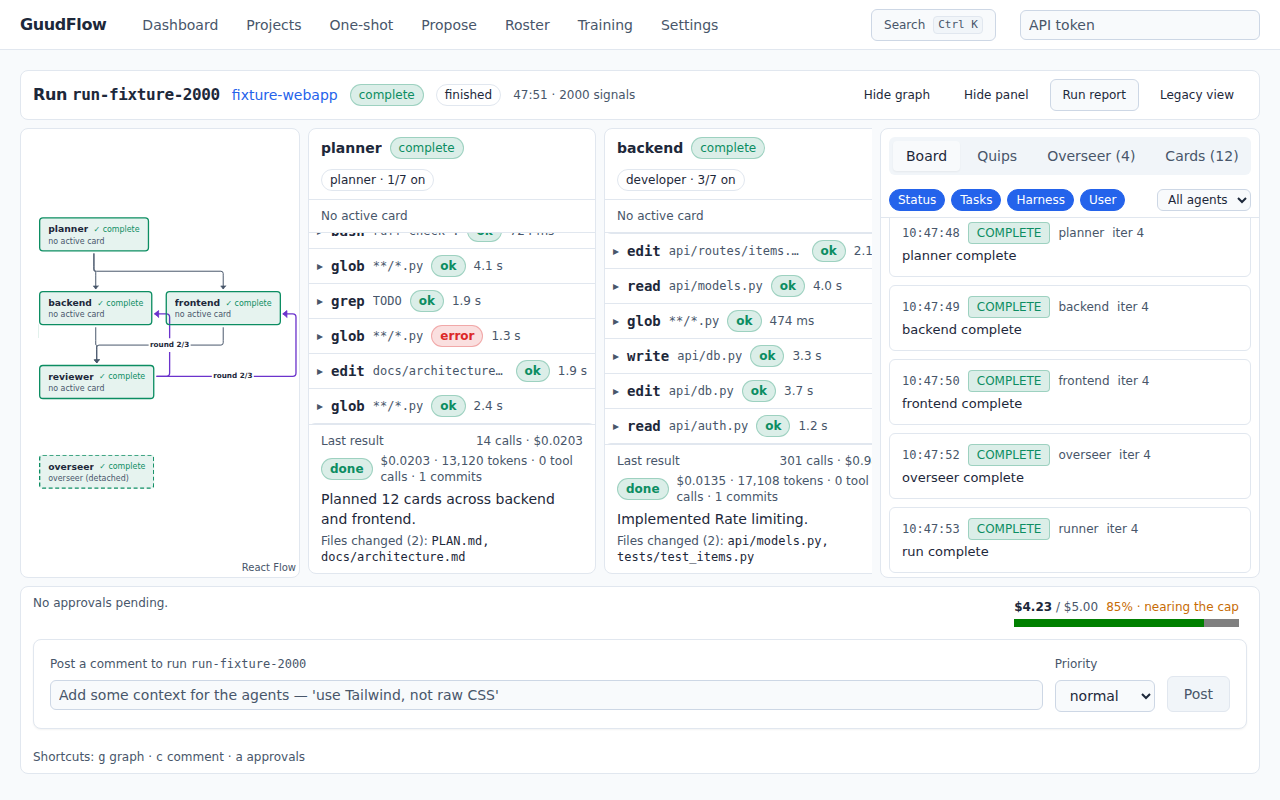 GuudFlow Dashboard Projects One-shot Propose Roster Training Settings Search Ctrl K API token
Run run-fixture-2000 fixture-webapp complete finished 47:51 · 2000 signals Hide graph Hide panel Run report Legacy view
planner ✓ complete
no active card
backend ✓ complete
no active card
frontend ✓ complete
no active card
round 2/3
reviewer ✓ complete
no active card
round 2/3
overseer ✓ complete
overseer (detached)
React Flow
planner complete
planner · 1/7 on
No active card
▸ glob **/*.py ok 4.1 s
▸ grep TODO ok 1.9 s
▸ glob **/*.py error 1.3 s
▸ edit docs/architecture… ok 1.9 s
▸ glob **/*.py ok 2.4 s
Last result 14 calls · $0.0203
done $0.0203 · 13,120 tokens · 0 tool
calls · 1 commits
Planned 12 cards across backend
and frontend.
Files changed (2): PLAN.md,
docs/architecture.md
backend complete
developer · 3/7 on
No active card
▸ edit api/routes/items.… ok 2.1
▸ read api/models.py ok 4.0 s
▸ glob **/*.py ok 474 ms
▸ write api/db.py ok 3.3 s
▸ edit api/db.py ok 3.7 s
▸ read api/auth.py ok 1.2 s
Last result 301 calls · $0.9
done $0.0135 · 17,108 tokens · 0 tool
calls · 1 commits
Implemented Rate limiting.
Files changed (2): api/models.py,
tests/test_items.py
Board Quips Overseer (4) Cards (12)
Status Tasks Harness User All agents
10:47:48 COMPLETE planner iter 4
planner complete
10:47:49 COMPLETE backend iter 4
backend complete
10:47:50 COMPLETE frontend iter 4
frontend complete
10:47:52 COMPLETE overseer iter 4
overseer complete
10:47:53 COMPLETE runner iter 4
run complete
No approvals pending.
$4.23 / $5.00 85% · nearing the cap
Post a comment to run run-fixture-2000
Priority
Add some context for the agents — 'use Tailwind, not raw CSS'
normal
Post
Shortcuts: g graph · c comment · a approvals